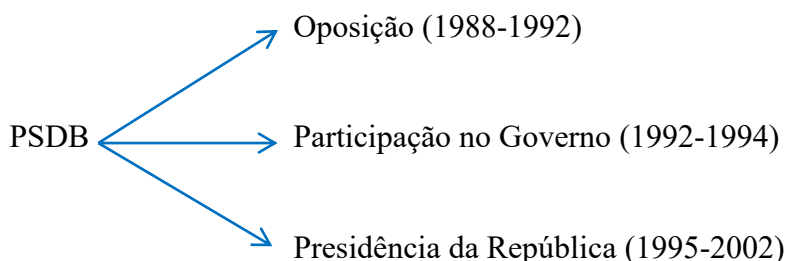 Oposição (1988-1992)
PSDB
Participação no Governo (1992-1994)
Presidência da República (1995-2002)